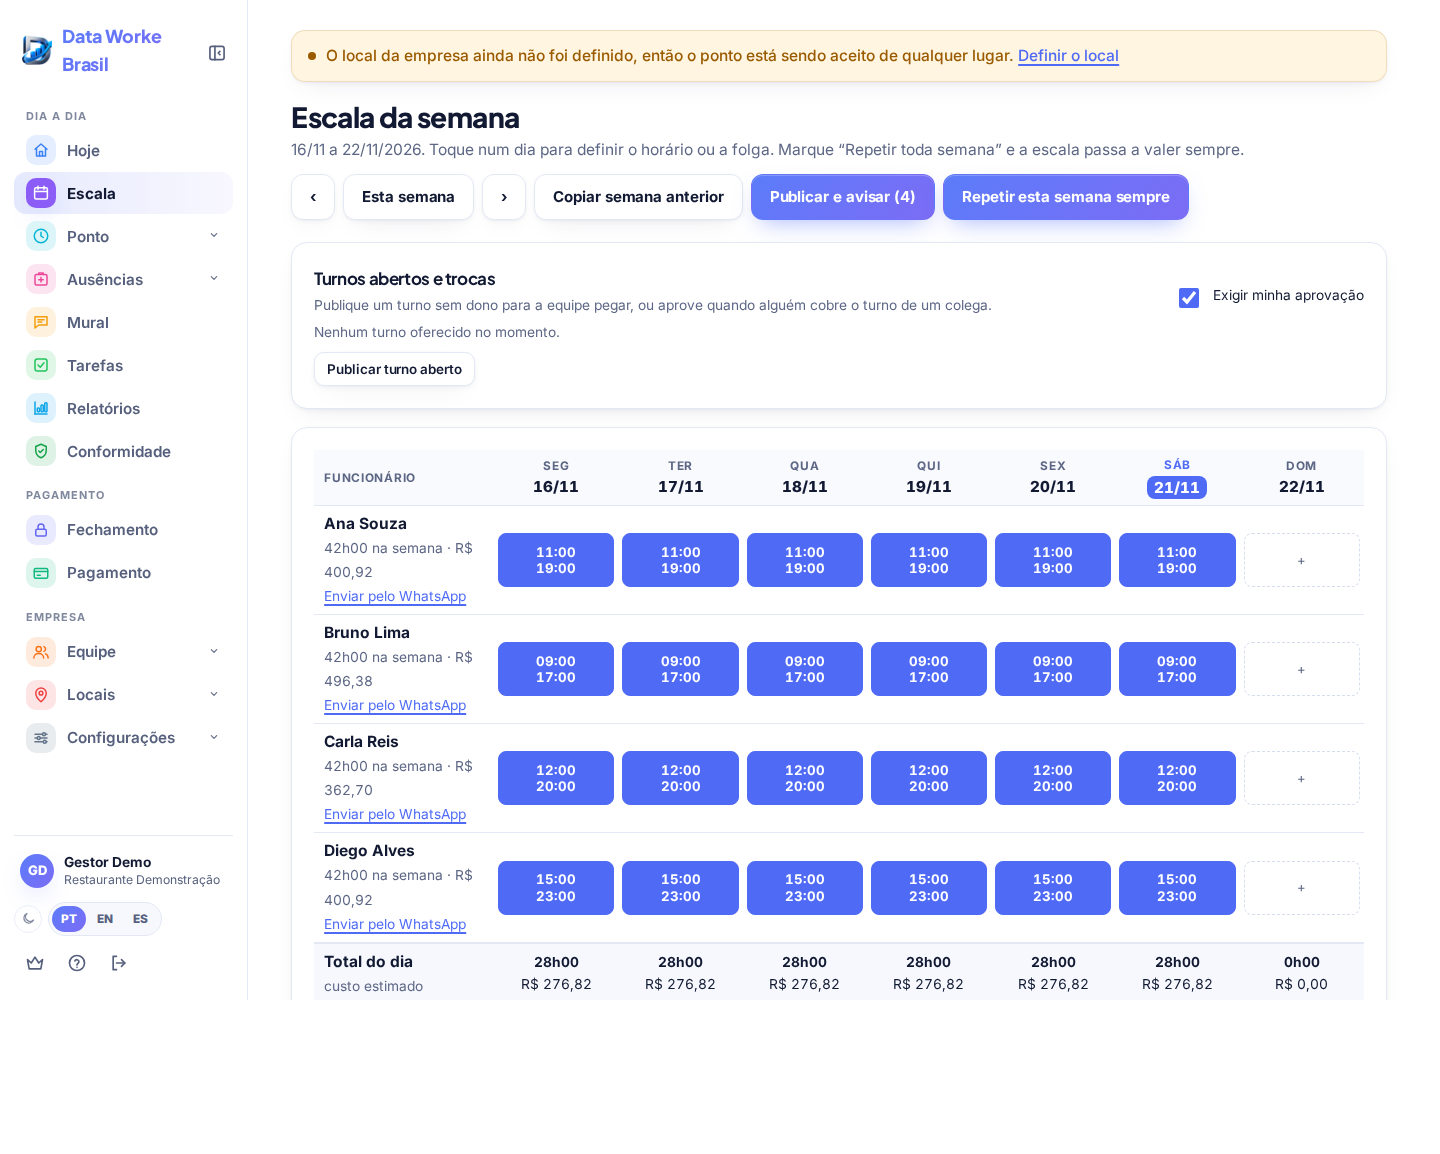 Data Worke
Brasil
DIA A DIA
Hoje
Escala
Ponto
Ausências
Mural
Tarefas
Relatórios
Conformidade
PAGAMENTO
Fechamento
Pagamento
EMPRESA
Equipe
Locais
Configurações
GD
Gestor Demo
Restaurante Demonstração
PT EN ES
O local da empresa ainda não foi definido, então o ponto está sendo aceito de qualquer lugar. Definir o local
Escala da semana
16/11 a 22/11/2026. Toque num dia para definir o horário ou a folga. Marque “Repetir toda semana” e a escala passa a valer sempre.
‹ Esta semana › Copiar semana anterior Publicar e avisar (4) Repetir esta semana sempre
Turnos abertos e trocas
Publique um turno sem dono para a equipe pegar, ou aprove quando alguém cobre o turno de um colega.
Exigir minha aprovação
Nenhum turno oferecido no momento.
Publicar turno aberto
FUNCIONÁRIO SEG TER QUA QUI SEX SÁB DOM
16/11 17/11 18/11 19/11 20/11 21/11 22/11
Ana Souza
42h00 na semana · R$
400,92
Enviar pelo WhatsApp
11:00 11:00 11:00 11:00 11:00 11:00 +
19:00 19:00 19:00 19:00 19:00 19:00
Bruno Lima
42h00 na semana · R$
496,38
Enviar pelo WhatsApp
09:00 09:00 09:00 09:00 09:00 09:00 +
17:00 17:00 17:00 17:00 17:00 17:00
Carla Reis
42h00 na semana · R$
362,70
Enviar pelo WhatsApp
12:00 12:00 12:00 12:00 12:00 12:00 +
20:00 20:00 20:00 20:00 20:00 20:00
Diego Alves
42h00 na semana · R$
400,92
Enviar pelo WhatsApp
15:00 15:00 15:00 15:00 15:00 15:00 +
23:00 23:00 23:00 23:00 23:00 23:00
Total do dia 28h00 28h00 28h00 28h00 28h00 28h00 0h00
custo estimado R$ 276,82 R$ 276,82 R$ 276,82 R$ 276,82 R$ 276,82 R$ 276,82 R$ 0,00